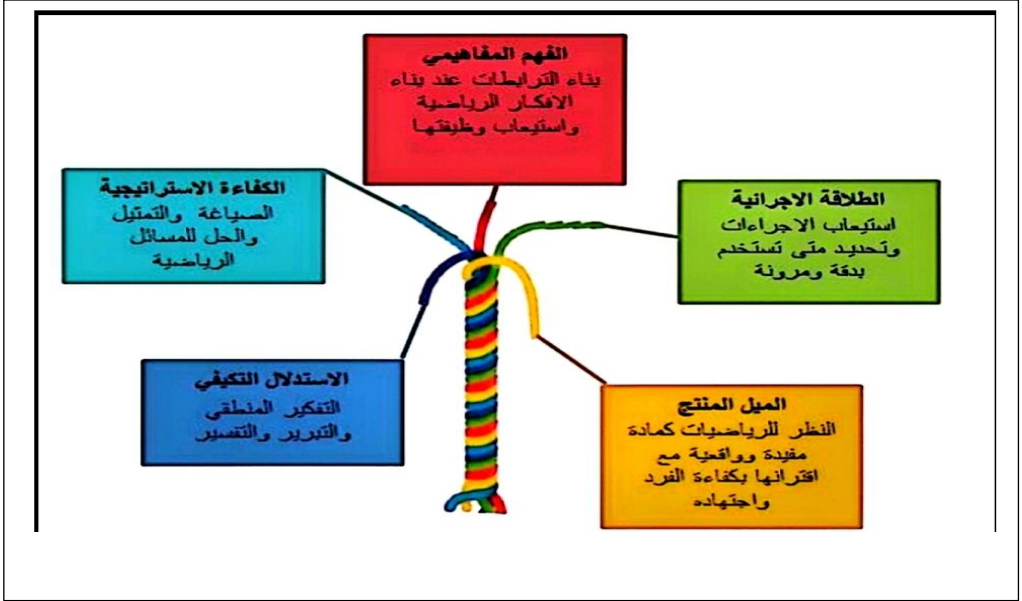 الفهم المفاهيمي
بناء الترابطات عند بناء
الافكار الرياضية
واستيعاب وظيفتها
الكفاءة الاستراتيجية
الصياغة والتمثيل
والحل للمسائل
الرياضية
الطلاقة الاجرائية
استيعاب الاجراءات
وتحديد متى تستخدم
بدقة ومرونة
الاستدلال التكيفي
التفكير المنطقي
والتبرير والتفسير
الميل المنتج
النظر للرياضيات كمادة
مفيدة وواقعية مع
اقترانها بكفاءة الفرد
واجتهاده